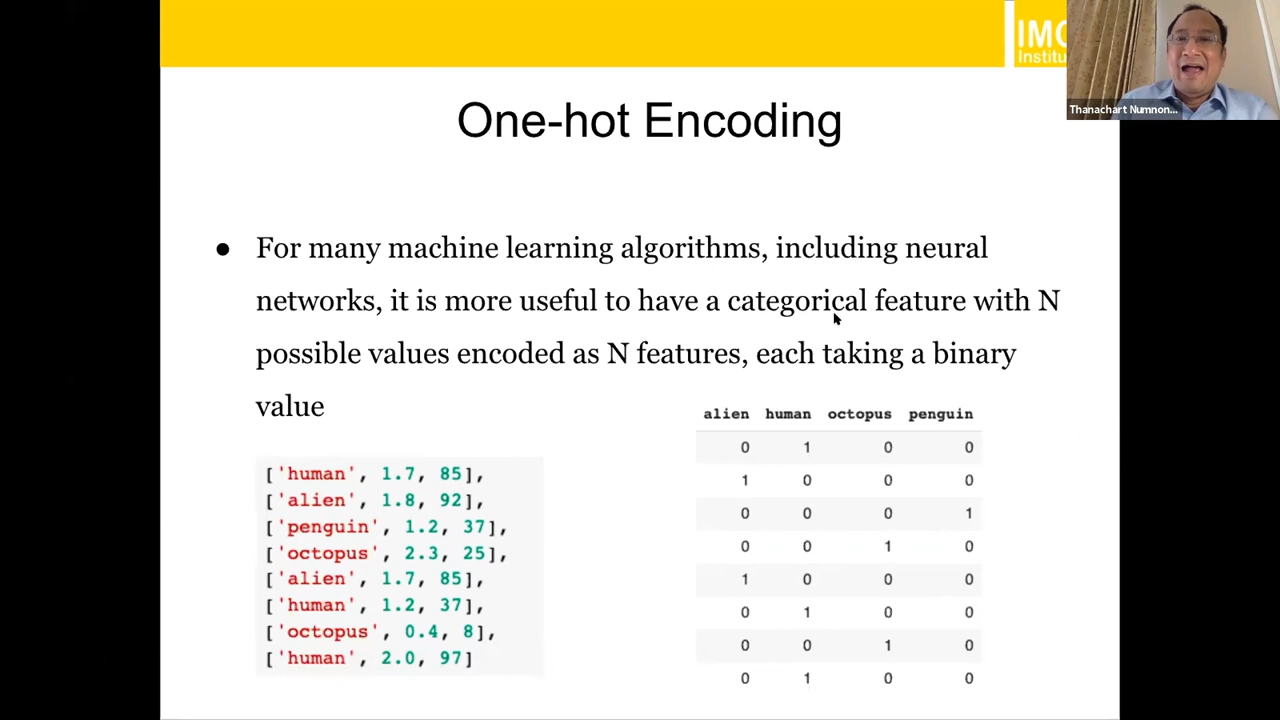 IMC
Institu
Thanachart Numnon...
One-hot Encoding
● For many machine learning algorithms, including neural
networks, it is more useful to have a categorical feature with N
possible values encoded as N features, each taking a binary
value
['human', 1.7, 85],
['alien', 1.8, 92],
['penguin', 1.2, 37],
['octopus', 2.3, 25],
['alien', 1.7, 85],
['human', 1.2, 37],
['octopus', 0.4, 8],
['human', 2.0, 97]
alien human octopus penguin
0 1 0 0
1 0 0 0
0 0 0 1
0 0 1 0
1 0 0 0
0 1 0 0
0 0 1 0
0 1 0 0